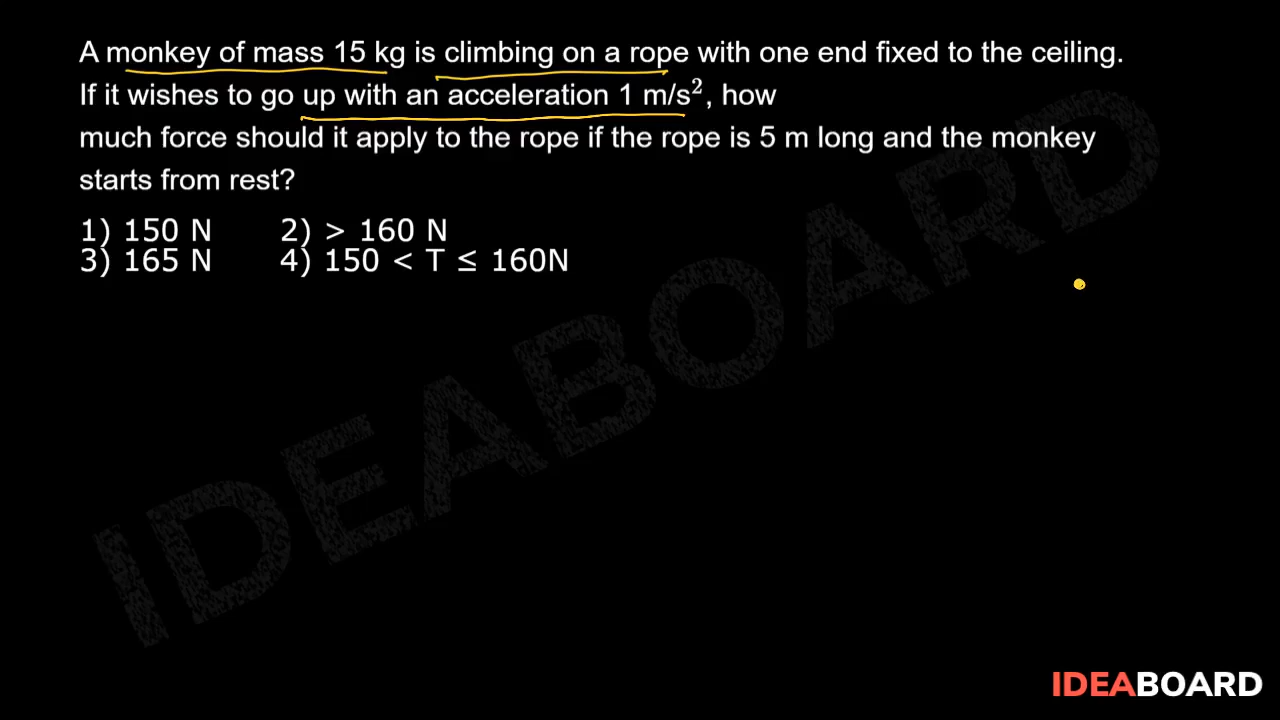 A monkey of mass 15 kg is climbing on a rope with one end fixed to the ceiling.
If it wishes to go up with an acceleration 1 m/s², how
much force should it apply to the rope if the rope is 5 m long and the monkey
starts from rest?
1) 150 N 2) > 160 N
3) 165 N 4) 150 < T ≤ 160N
IDEABOARD
IDEABOARD